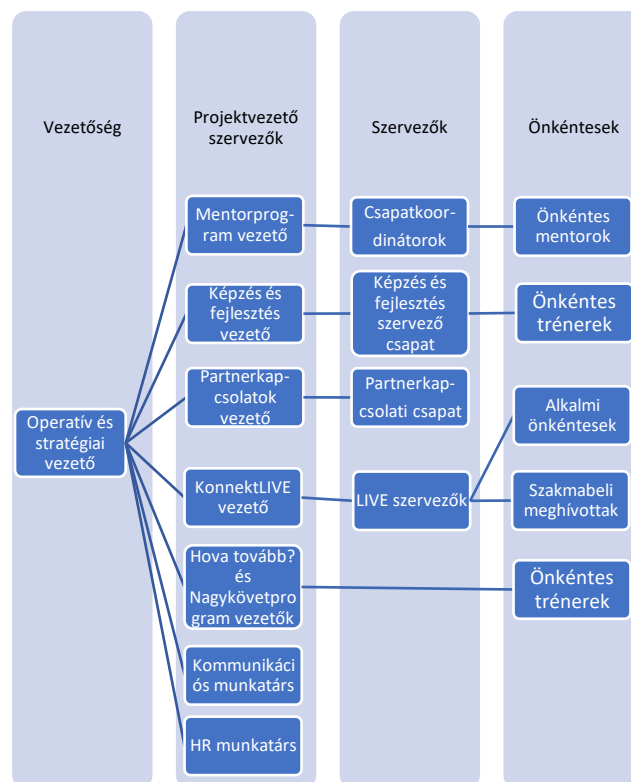 Vezetőség
Projektvezető
szervezők
Szervezők
Önkéntesek
Mentorprog-
ram vezető
Csapatkoor-
dinátorok
Önkéntes
mentorok
Képzés és
fejlesztés
vezető
Képzés és
fejlesztés
szervező
csapat
Önkéntes
trénerek
Partnerkap-
csolatok
vezető
Partnerkap-
csolati csapat
Operatív és
stratégiai
vezető
Alkalmi
önkéntesek
KonnektLIVE
vezető
LIVE szervezők
Szakmabeli
meghívottak
Hova tovább?
és
Nagykövetpro
gram vezetők
Önkéntes
trénerek
Kommunikáci
ós munkatárs
HR munkatárs